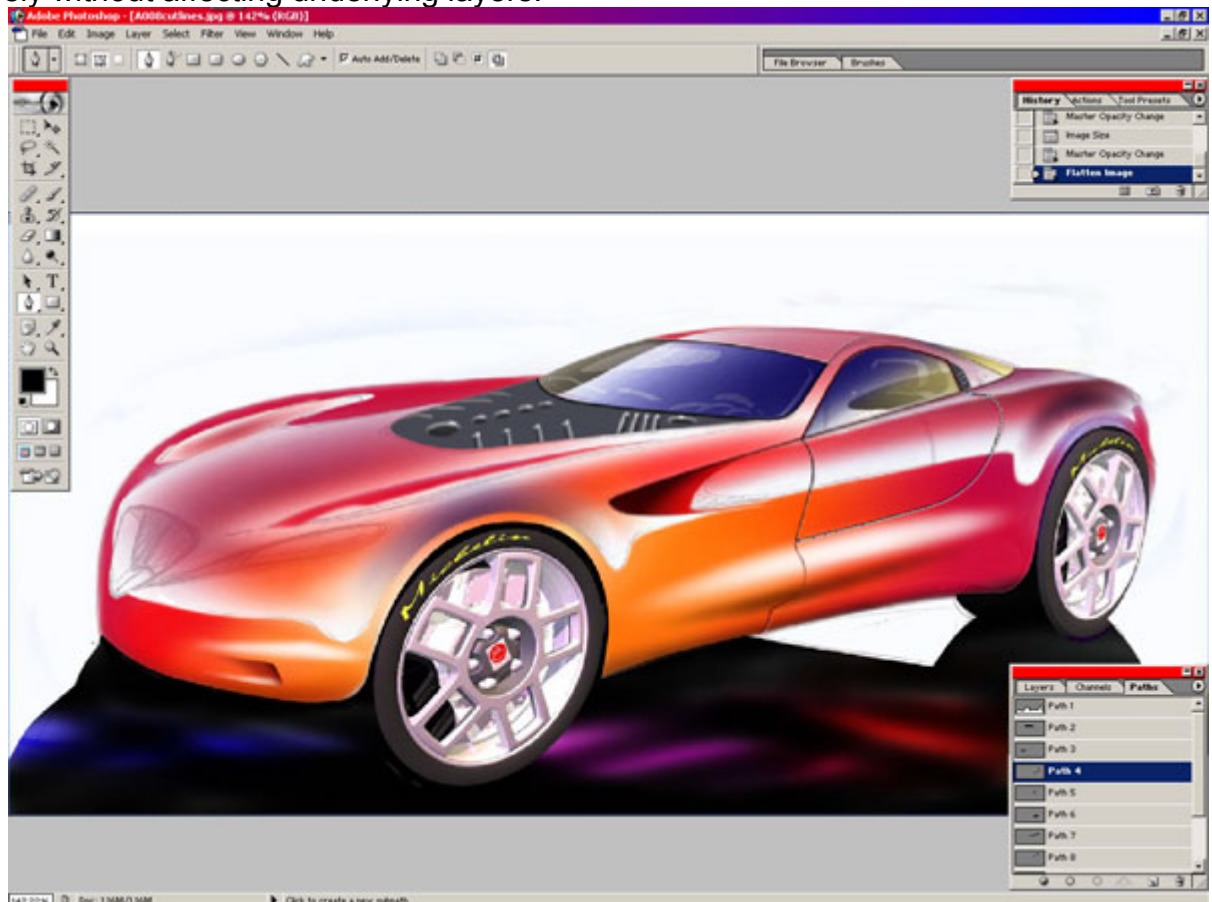 ely without affecting underlying layers.
Adobe Photoshop - [A008cutlines.jpg @ 142% (RGB)]
File Edit Image Layer Select Filter View Window Help
Auto Add/Delete
File Browser Brushes
History Actions Tool Presets
Master Opacity Change
Image Size
Master Opacity Change
Flatten Image
T
Michelin
Michelin
Layers Channels Paths
Path 1
Path 2
Path 3
Path 4
Path 5
Path 6
Path 7
Path 8
Click to create a new subpath